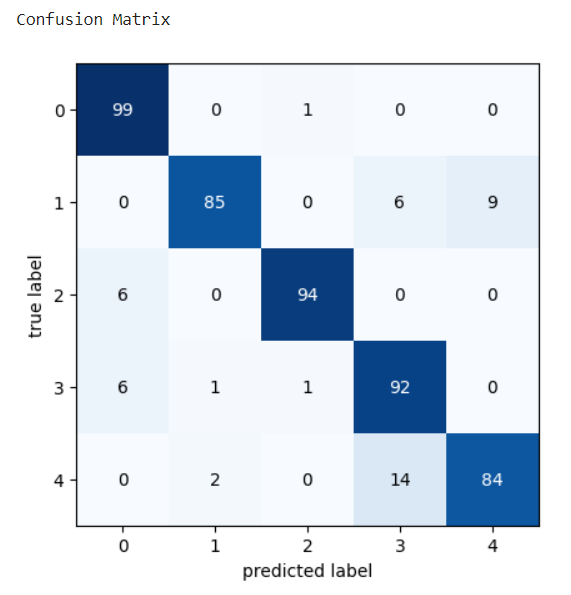 Confusion Matrix
0 99 0 1 0 0
1 0 85 0 6 9
2 6 0 94 0 0
3 6 1 1 92 0
4 0 2 0 14 84
true label
0 1 2 3 4
predicted label